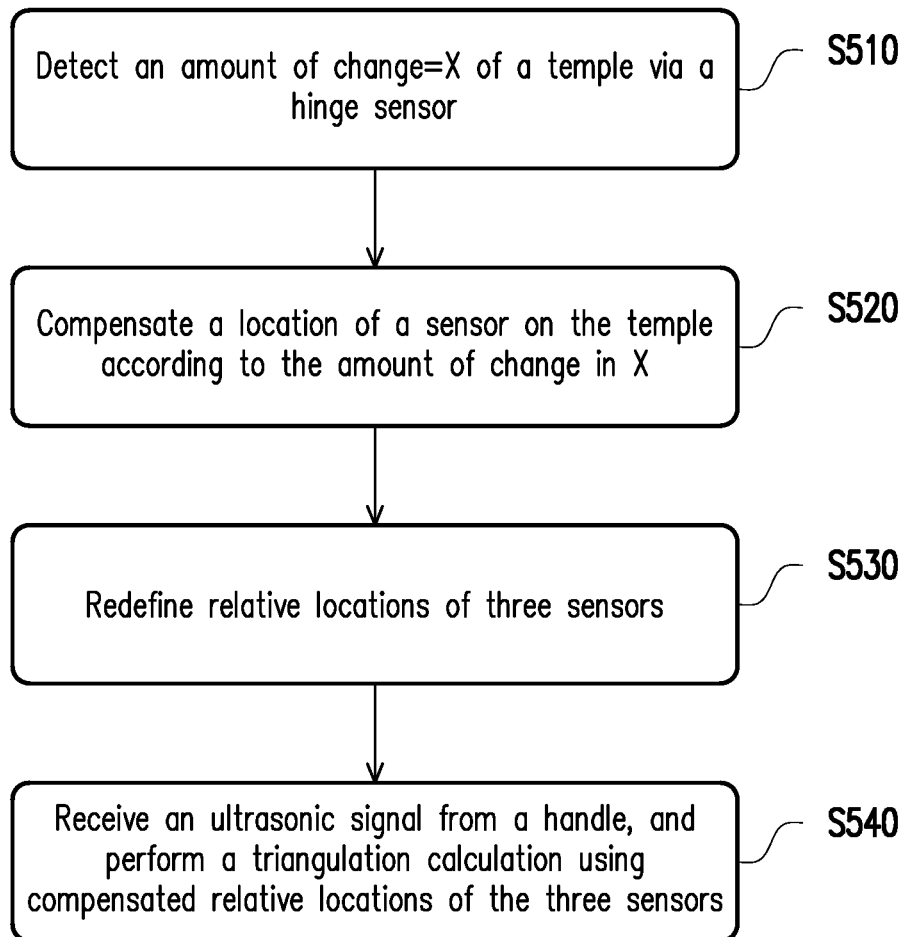 Detect an amount of change=X of a temple via a
hinge sensor
S510
Compensate a location of a sensor on the temple
according to the amount of change in X
S520
Redefine relative locations of three sensors
S530
Receive an ultrasonic signal from a handle, and
perform a triangulation calculation using
compensated relative locations of the three sensors
S540